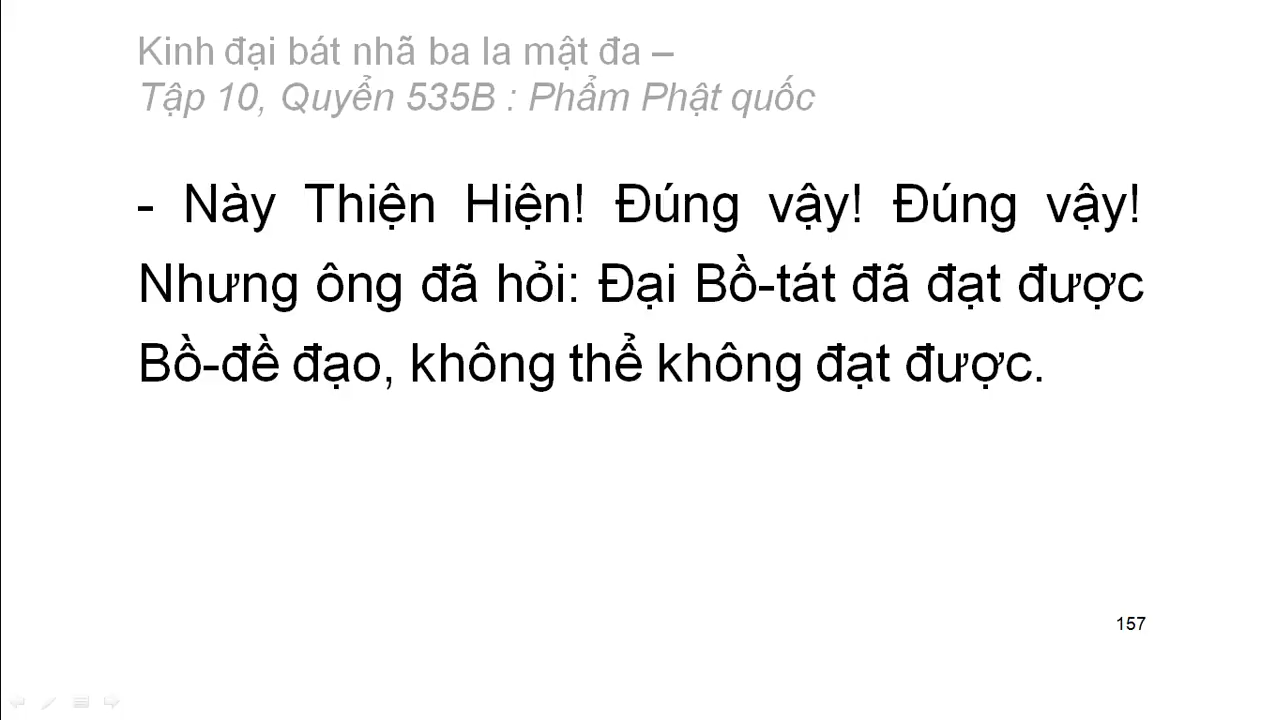 Kinh đại bát nhã ba la mật đa –
Tập 10, Quyển 535B : Phẩm Phật quốc
- Này Thiện Hiện! Đúng vậy! Đúng vậy!
Nhưng ông đã hỏi: Đại Bồ-tát đã đạt được
Bồ-đề đạo, không thể không đạt được.
157